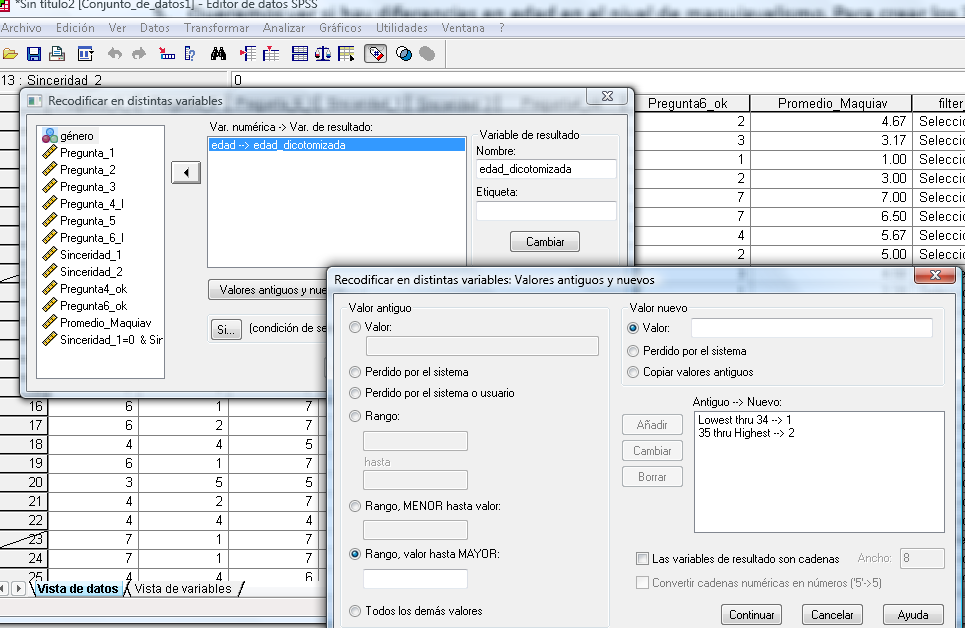 *Sin título2 [Conjunto_de_datos1] - Editor de datos SPSS
Archivo Edición Ver Datos Transformar Analizar Gráficos Utilidades Ventana ?
13 : Sinceridad_2 0
Recodificar en distintas variables
género
Pregunta_1
Pregunta_2
Pregunta_3
Pregunta_4_I
Pregunta_5
Pregunta_6_I
Sinceridad_1
Sinceridad_2
Pregunta4_ok
Pregunta6_ok
Promedio_Maquiav
Sinceridad_1=0 & Sin
Var. numérica -> Var. de resultado:
edad --> edad_dicotomizada
Variable de resultado
Nombre:
edad_dicotomizada
Etiqueta:
Cambiar
Valores antiguos y nue
Si... (condición de se
Pregunta6_ok Promedio_Maquiav filter
2 4.67 Selecci
3 3.17 Selecci
1 1.00 Selecci
2 3.00 Selecci
7 7.00 Selecci
7 6.50 Selecci
4 5.67 Selecci
2 5.00 Selecci
Recodificar en distintas variables: Valores antiguos y nuevos
Valor antiguo
Valor:
Perdido por el sistema
Perdido por el sistema o usuario
Rango:
hasta
Rango, MENOR hasta valor:
Rango, valor hasta MAYOR:
Todos los demás valores
Valor nuevo
Valor:
Perdido por el sistema
Copiar valores antiguos
Antiguo --> Nuevo:
Añadir
Cambiar
Borrar
Lowest thru 34 --> 1
35 thru Highest --> 2
Las variables de resultado son cadenas Ancho: 8
Convertir cadenas numéricas en números ('5'->5)
Continuar Cancelar Ayuda
16 6 1 7
17 6 2 7
18 4 4 5
19 6 1 7
20 3 5 5
21 4 2 7
22 4 4 4
23 7 1 7
24 7 1 7
25 4 4 6
Vista de datos Vista de variables